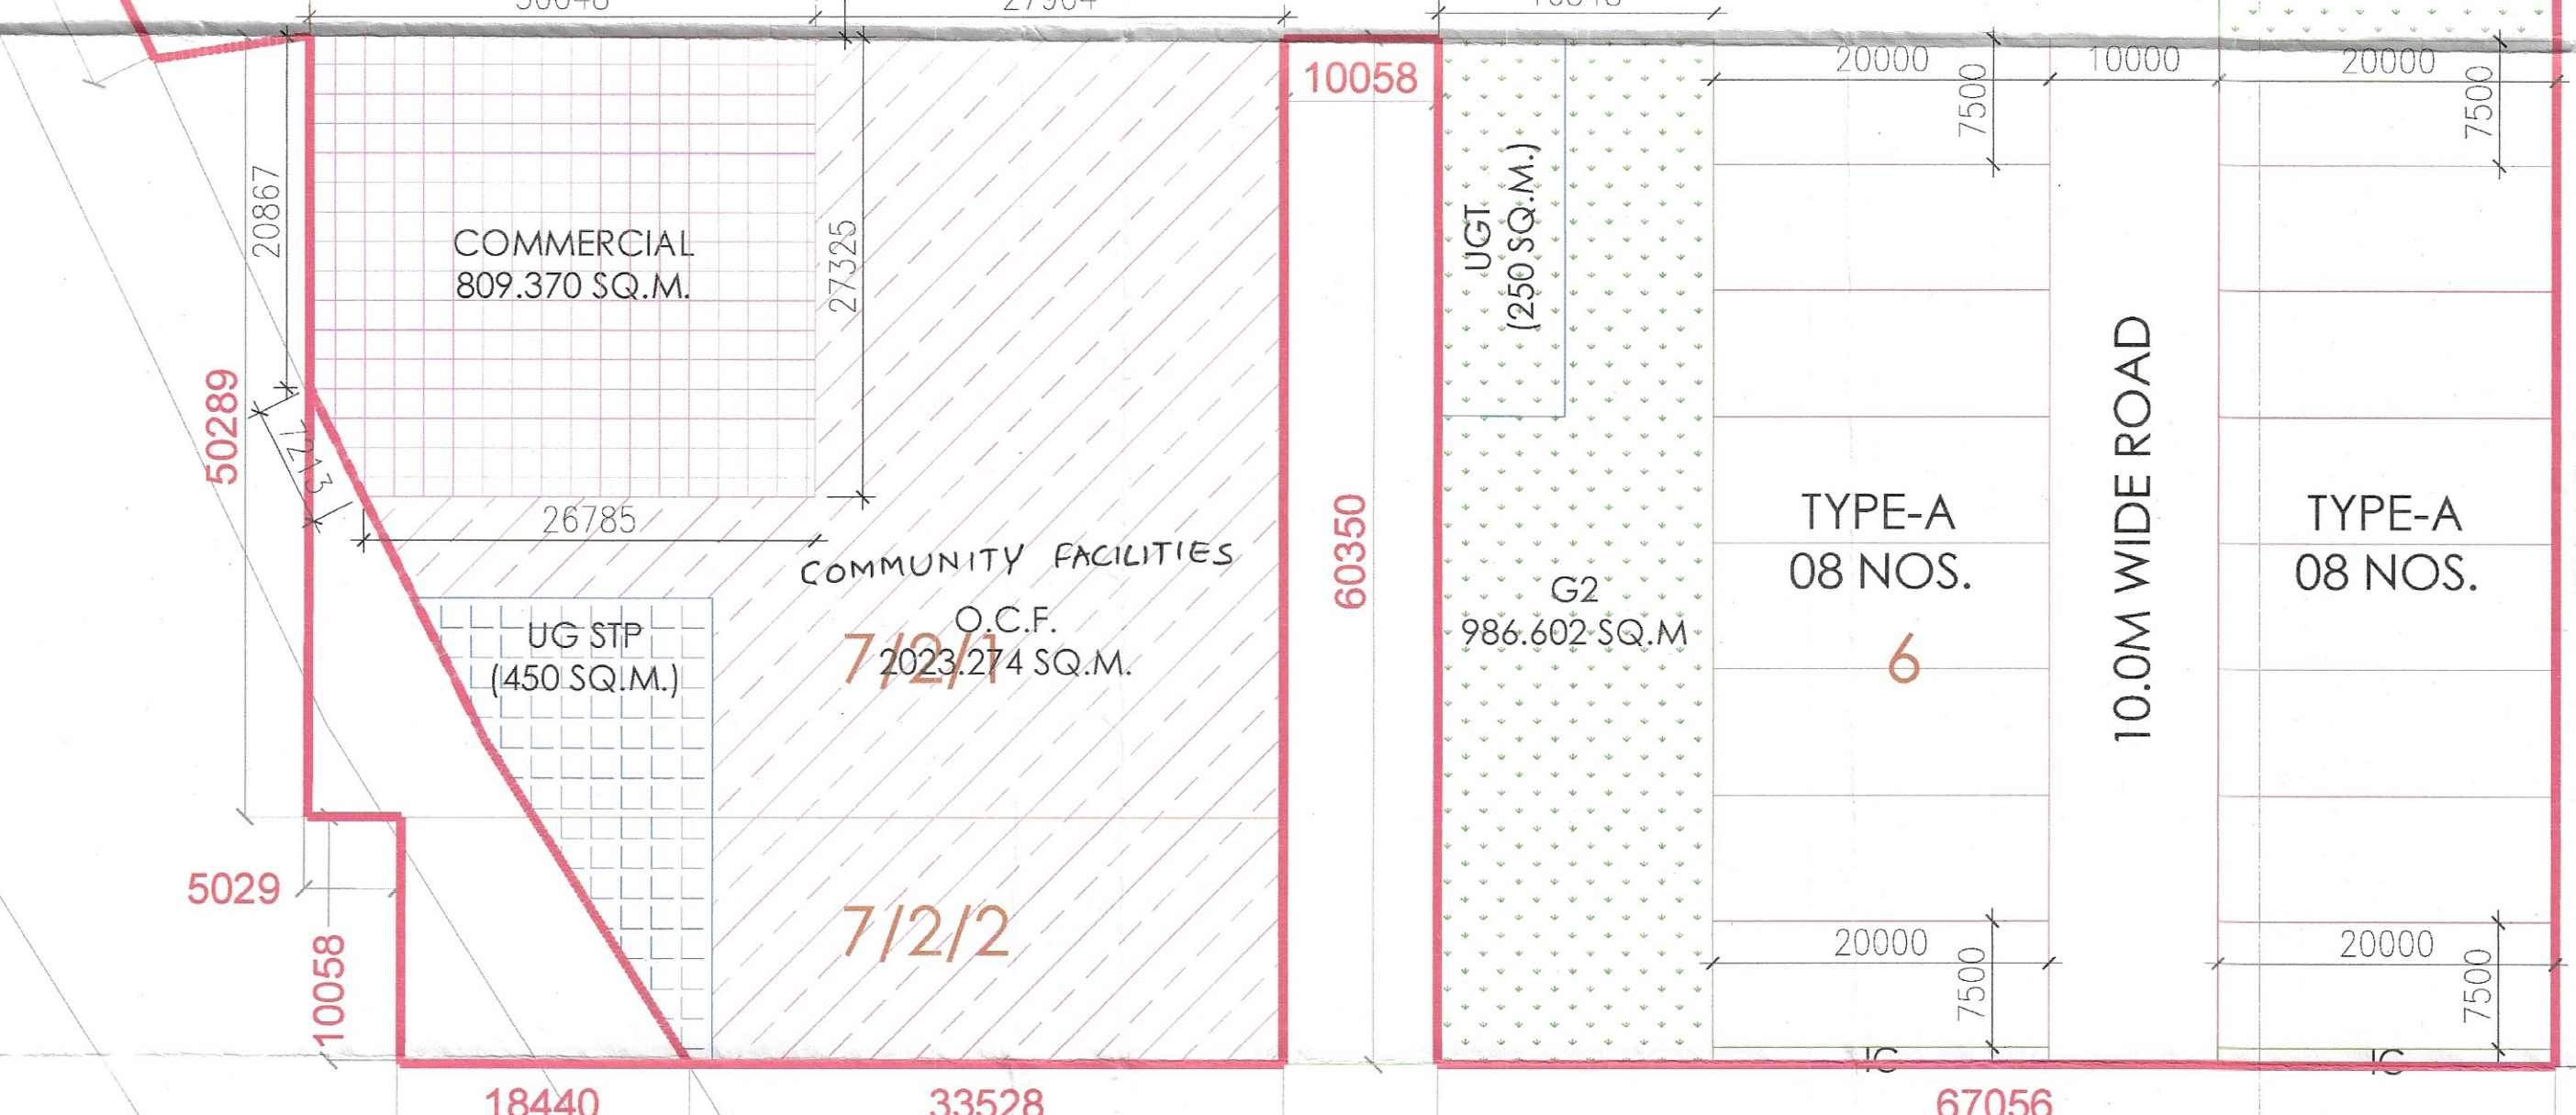 10058
20000
10000
20000
7500
7500
20867
COMMERCIAL
809.370 SQ.M.
27325
UGT
(250 SQ.M.)
50289
7213
26785
COMMUNITY FACILITIES
O.C.F.
2023.274 SQ.M.
7/2/1
UG STP
(450 SQ.M.)
60350
G2
986.602 SQ.M
TYPE-A
08 NOS.
6
10.0M WIDE ROAD
TYPE-A
08 NOS.
5029
10058
7/2/2
20000
7500
20000
7500
18440
33528
67056